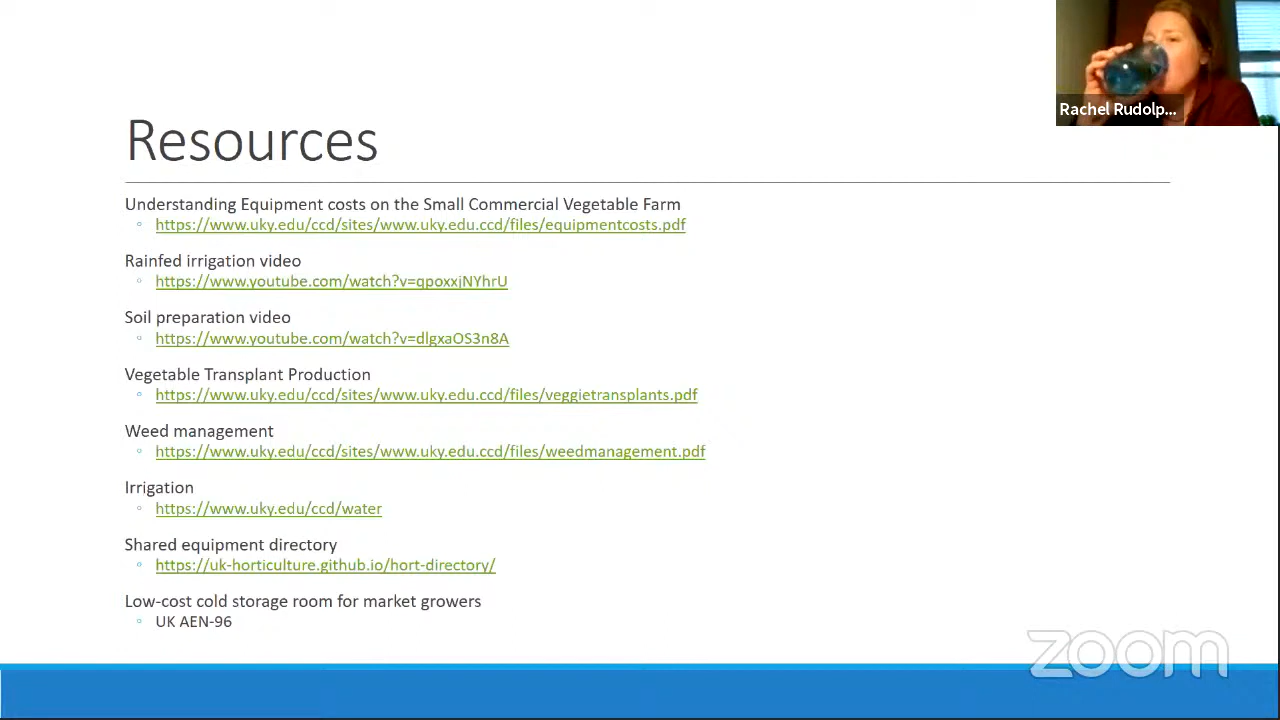 Rachel Rudolp...
Resources
Understanding Equipment costs on the Small Commercial Vegetable Farm
https://www.uky.edu/ccd/sites/www.uky.edu.ccd/files/equipmentcosts.pdf
Rainfed irrigation video
https://www.youtube.com/watch?v=qpoxxjNYhrU
Soil preparation video
https://www.youtube.com/watch?v=dlgxaOS3n8A
Vegetable Transplant Production
https://www.uky.edu/ccd/sites/www.uky.edu.ccd/files/veggietransplants.pdf
Weed management
https://www.uky.edu/ccd/sites/www.uky.edu.ccd/files/weedmanagement.pdf
Irrigation
https://www.uky.edu/ccd/water
Shared equipment directory
https://uk-horticulture.github.io/hort-directory/
Low-cost cold storage room for market growers
UK AEN-96
zoom